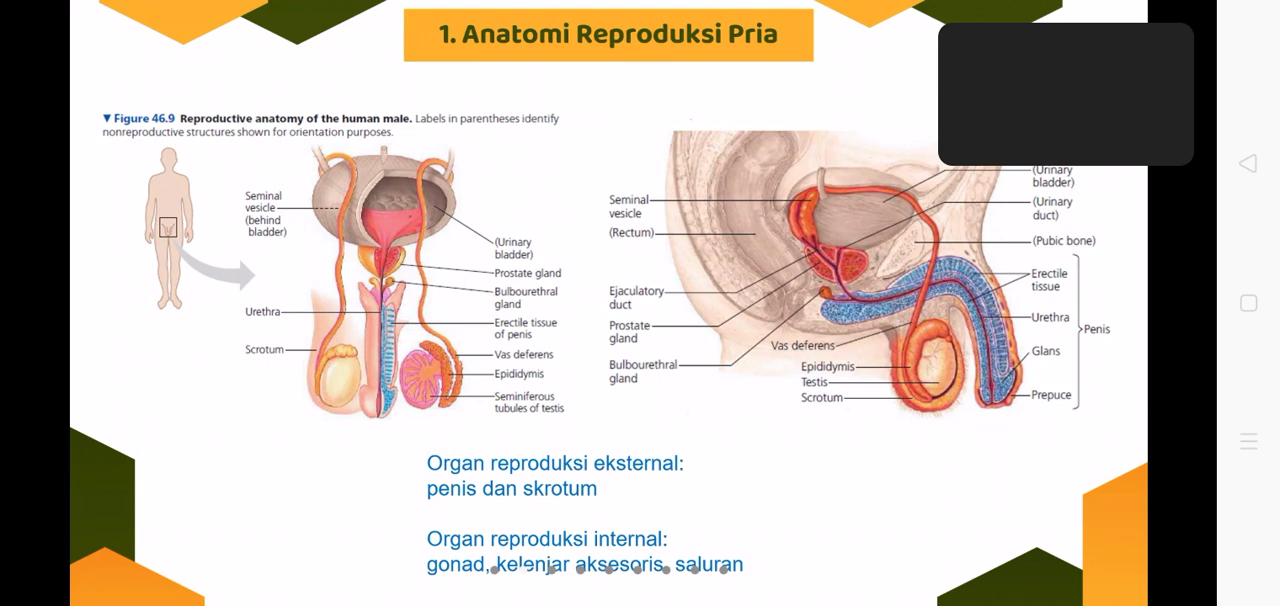 1. Anatomi Reproduksi Pria
▼ Figure 46.9 Reproductive anatomy of the human male. Labels in parentheses identify
nonreproductive structures shown for orientation purposes.
Seminal
vesicle
(behind
bladder)
Urethra
Scrotum
(Urinary
bladder)
Prostate gland
Bulbourethral
gland
Erectile tissue
of penis
Vas deferens
Epididymis
Seminiferous
tubules of testis
Seminal
vesicle
(Rectum)
Ejaculatory
duct
Prostate
gland
Bulbourethral
gland
Vas deferens
Epididymis
Testis
Scrotum
(Urinary
bladder)
(Urinary
duct)
(Pubic bone)
Erectile
tissue
Urethra
Penis
Glans
Prepuce
Organ reproduksi eksternal:
penis dan skrotum
Organ reproduksi internal:
gonad, kelenjar aksesoris, saluran